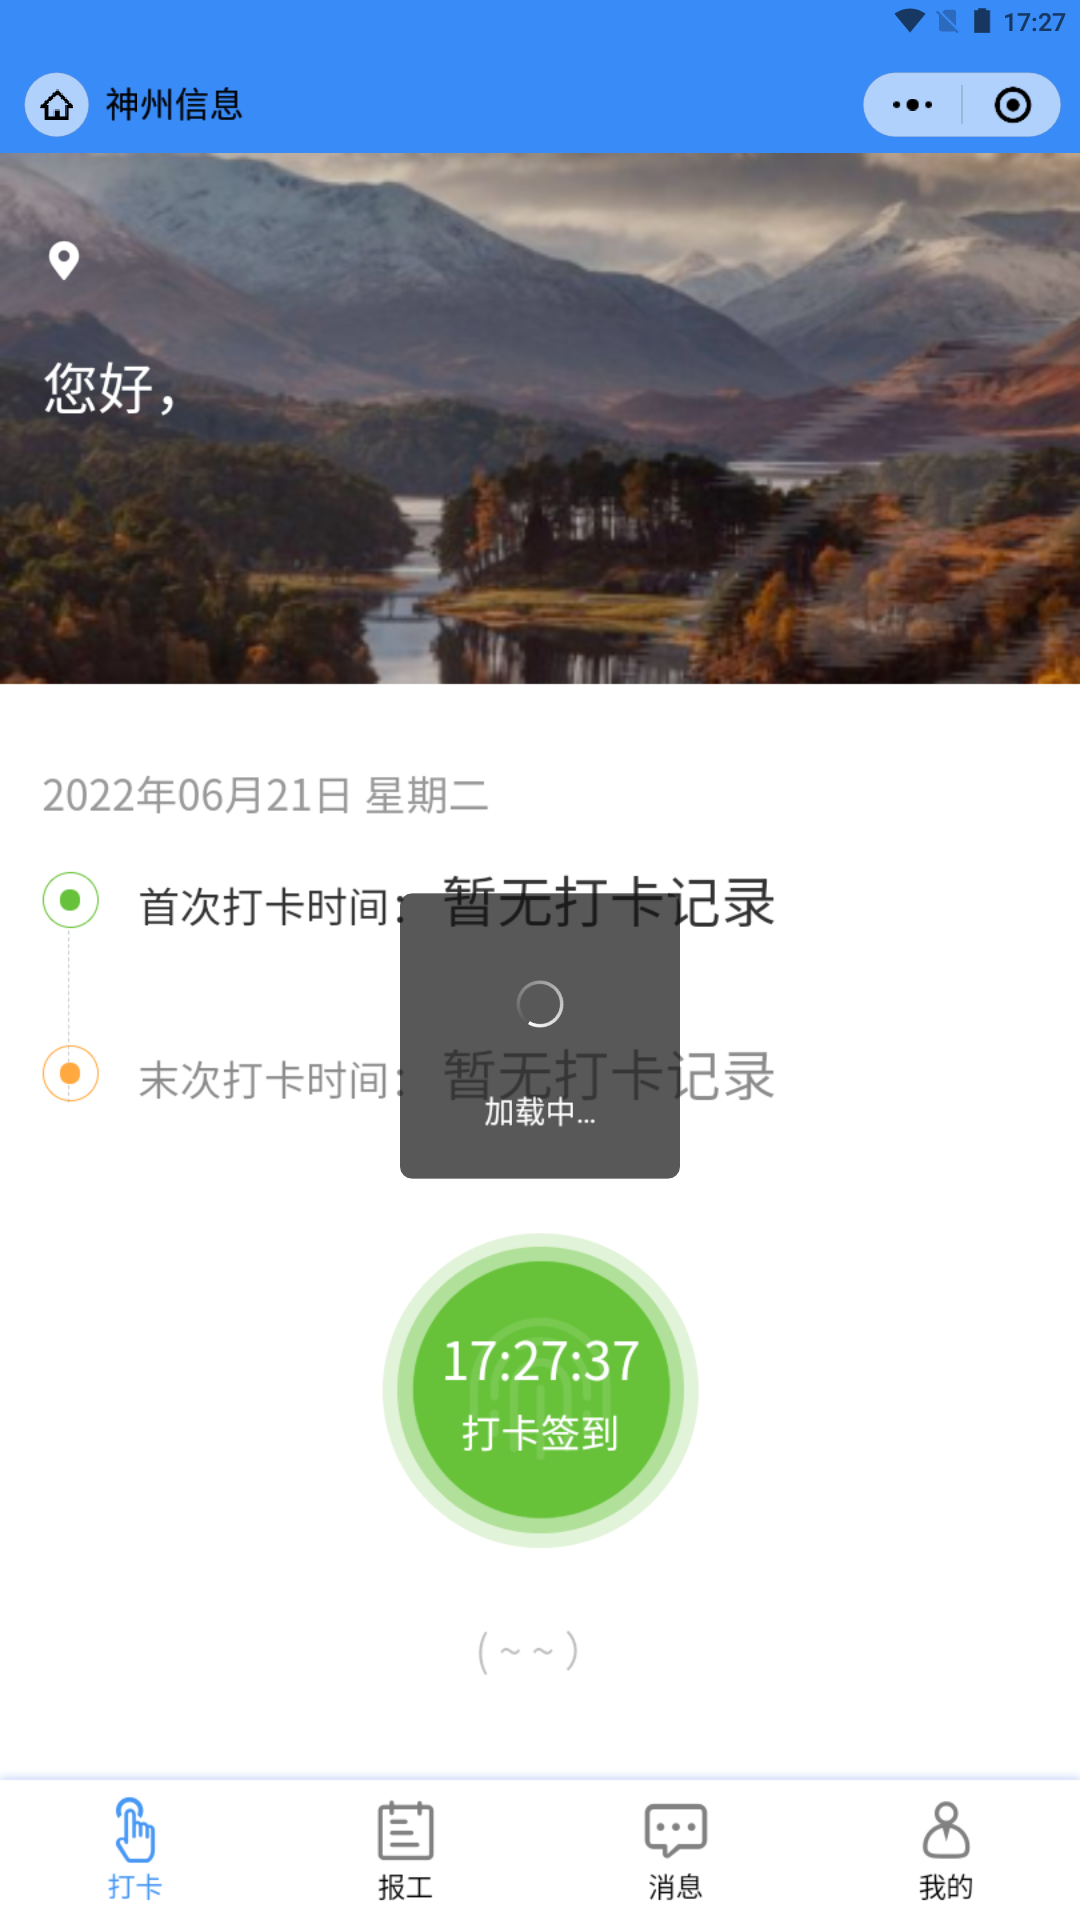 17:27
神州信息
您好，
2022年06月21日 星期二
首次打卡时间： 暂无打卡记录
末次打卡时间： 暂无打卡记录
加载中...
17:27:37
打卡签到
(~~)
打卡
报工
消息
我的